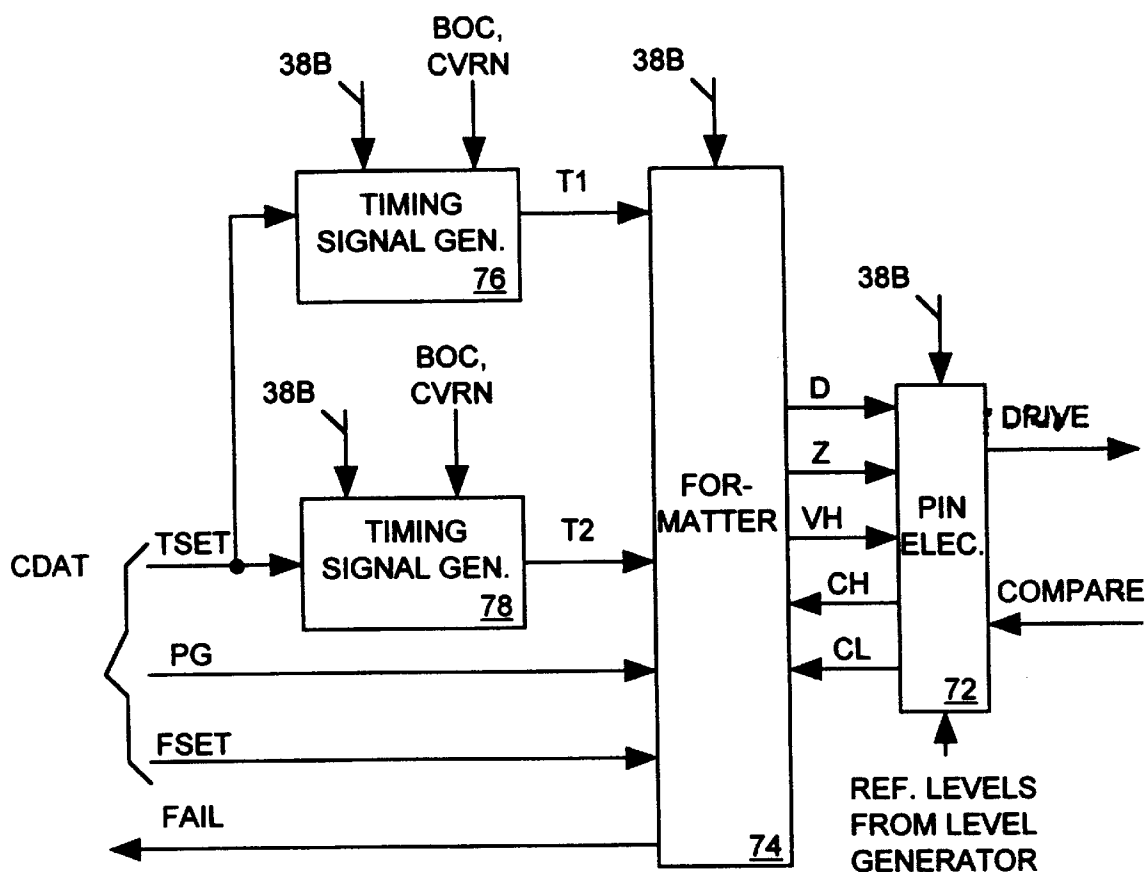 BOC,
CVRN
38B
38B
TIMING
SIGNAL GEN.
76
T1
BOC,
CVRN
38B
38B
D
DRIVE
Z
FOR-
MATTER
VH
PIN
ELEC.
CDAT
TSET
TIMING
SIGNAL GEN.
78
T2
CH
COMPARE
CL
72
PG
FSET
REF. LEVELS
FROM LEVEL
GENERATOR
FAIL
74